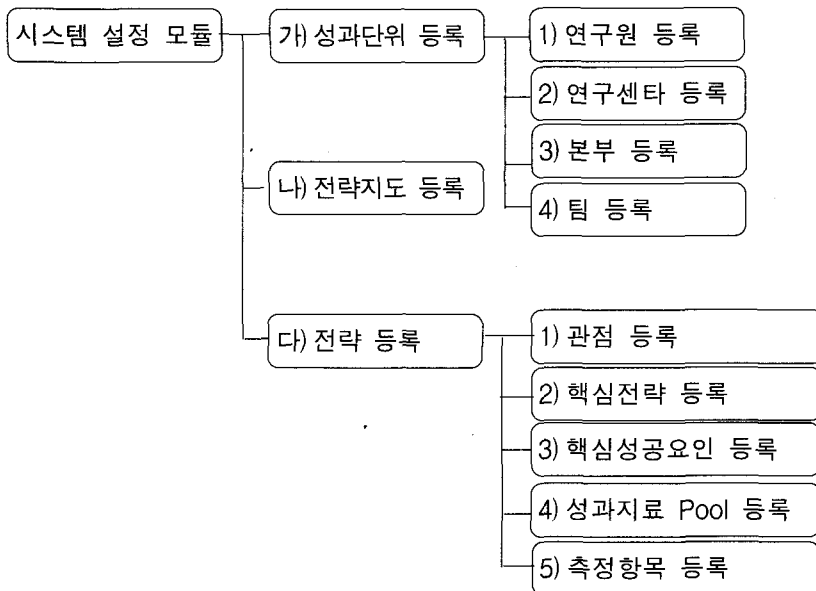 시스템 설정 모듈
가) 성과단위 등록
1) 연구원 등록
2) 연구센타 등록
3) 본부 등록
4) 팀 등록
나) 전략지도 등록
다) 전략 등록
1) 관점 등록
2) 핵심전략 등록
3) 핵심성공요인 등록
4) 성과지료 Pool 등록
5) 측정항목 등록